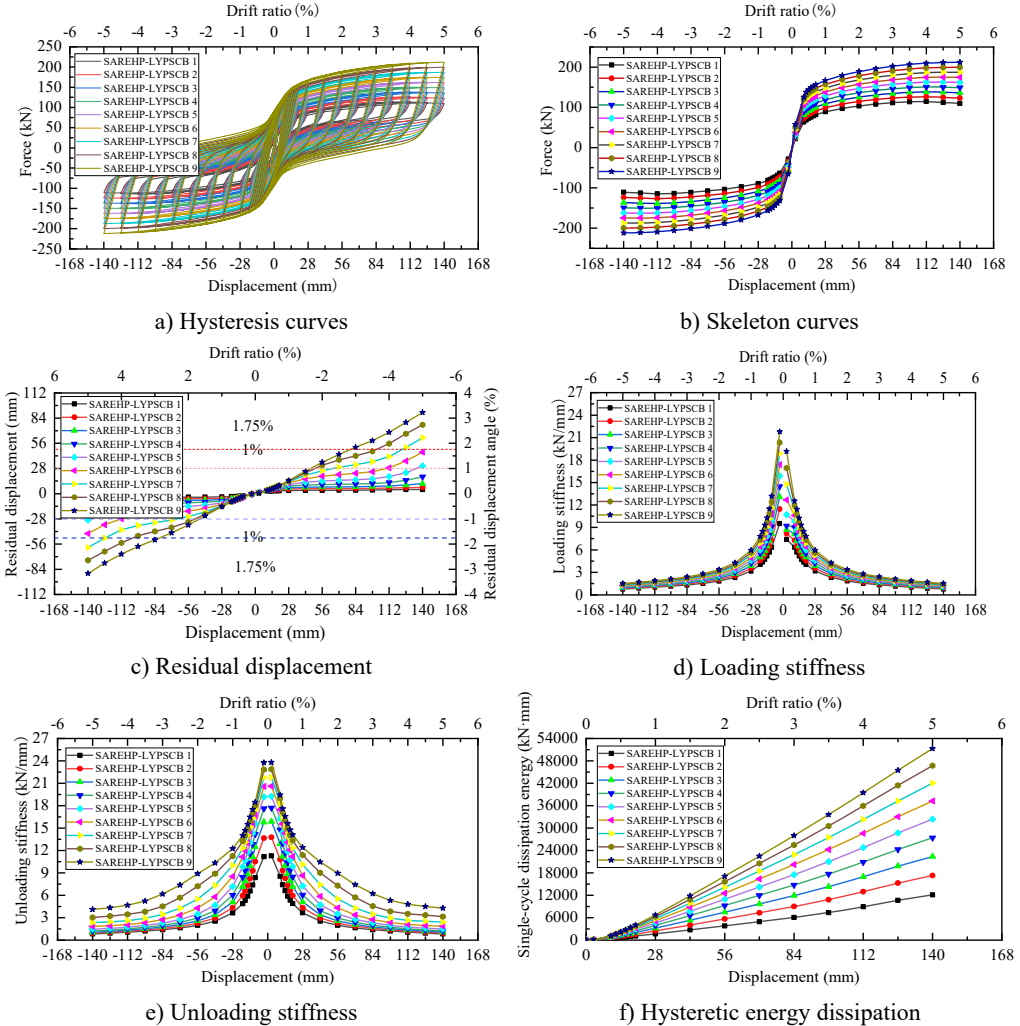 Drift ratio (%)
-6 -5 -4 -3 -2 -1 0 1 2 3 4 5 6
Force (kN)
250
200
150
100
50
0
-50
-100
-150
-200
-250
SAREHP-LYPSCB 1
SAREHP-LYPSCB 2
SAREHP-LYPSCB 3
SAREHP-LYPSCB 4
SAREHP-LYPSCB 5
SAREHP-LYPSCB 6
SAREHP-LYPSCB 7
SAREHP-LYPSCB 8
SAREHP-LYPSCB 9
-168 -140 -112 -84 -56 -28 0 28 56 84 112 140 168
Displacement (mm)
a) Hysteresis curves
Drift ratio (%)
-6 -5 -4 -3 -2 -1 0 1 2 3 4 5 6
Force (kN)
200
100
0
-100
-200
SAREHP-LYPSCB 1
SAREHP-LYPSCB 2
SAREHP-LYPSCB 3
SAREHP-LYPSCB 4
SAREHP-LYPSCB 5
SAREHP-LYPSCB 6
SAREHP-LYPSCB 7
SAREHP-LYPSCB 8
SAREHP-LYPSCB 9
-168 -140 -112 -84 -56 -28 0 28 56 84 112 140 168
Displacement (mm)
b) Skeleton curves
Drift ratio (%)
6 4 2 0 -2 -4 -6
Residual displacement (mm)
112
84
56
28
0
-28
-56
-84
-112
SAREHP-LYPSCB 1
SAREHP-LYPSCB 2
SAREHP-LYPSCB 3
SAREHP-LYPSCB 4
SAREHP-LYPSCB 5
SAREHP-LYPSCB 6
SAREHP-LYPSCB 7
SAREHP-LYPSCB 8
SAREHP-LYPSCB 9
1.75%
1%
1%
1.75%
4
3
2
1
0
-1
-2
-3
-4
Residual displacement angle (%)
-168 -140 -112 -84 -56 -28 0 28 56 84 112 140 168
Displacement (mm)
c) Residual displacement
Drift ratio (%)
-6 -5 -4 -3 -2 -1 0 1 2 3 4 5 6
Loading stiffness (kN/mm)
27
24
21
18
15
12
9
6
3
0
SAREHP-LYPSCB 1
SAREHP-LYPSCB 2
SAREHP-LYPSCB 3
SAREHP-LYPSCB 4
SAREHP-LYPSCB 5
SAREHP-LYPSCB 6
SAREHP-LYPSCB 7
SAREHP-LYPSCB 8
SAREHP-LYPSCB 9
-168 -140 -112 -84 -56 -28 0 28 56 84 112 140 168
Displacement (mm)
d) Loading stiffness
Drift ratio (%)
-6 -5 -4 -3 -2 -1 0 1 2 3 4 5 6
Unloading stiffness (kN/mm)
27
24
21
18
15
12
9
6
3
0
SAREHP-LYPSCB 1
SAREHP-LYPSCB 2
SAREHP-LYPSCB 3
SAREHP-LYPSCB 4
SAREHP-LYPSCB 5
SAREHP-LYPSCB 6
SAREHP-LYPSCB 7
SAREHP-LYPSCB 8
SAREHP-LYPSCB 9
-168 -140 -112 -84 -56 -28 0 28 56 84 112 140 168
Displacement (mm)
e) Unloading stiffness
Drift ratio (%)
0 1 2 3 4 5 6
Single-cycle dissipation energy (kN·mm)
54000
48000
42000
36000
30000
24000
18000
12000
6000
0
SAREHP-LYPSCB 1
SAREHP-LYPSCB 2
SAREHP-LYPSCB 3
SAREHP-LYPSCB 4
SAREHP-LYPSCB 5
SAREHP-LYPSCB 6
SAREHP-LYPSCB 7
SAREHP-LYPSCB 8
SAREHP-LYPSCB 9
0 28 56 84 112 140 168
Displacement (mm)
f) Hysteretic energy dissipation